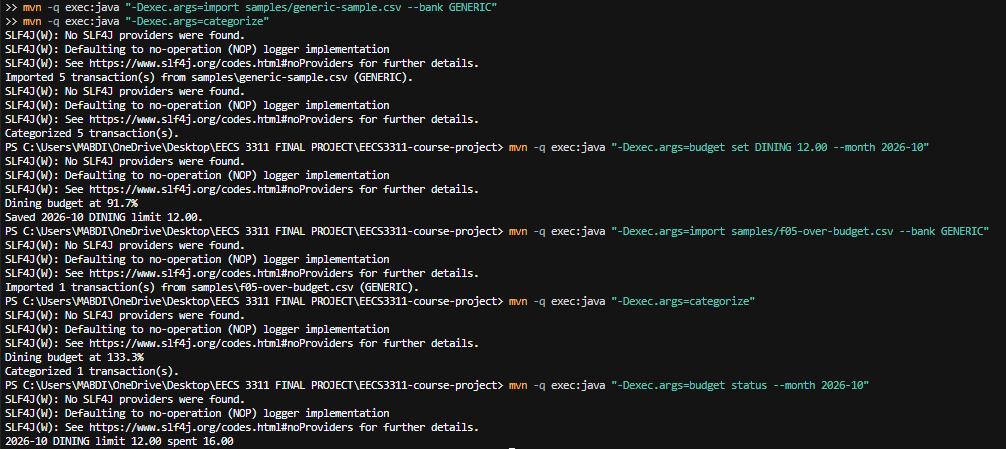 >> mvn -q exec:java "-Dexec.args=import samples/generic-sample.csv --bank GENERIC"
>> mvn -q exec:java "-Dexec.args=categorize"
SLF4J(W): No SLF4J providers were found.
SLF4J(W): Defaulting to no-operation (NOP) logger implementation
SLF4J(W): See https://www.slf4j.org/codes.html#noProviders for further details.
Imported 5 transaction(s) from samples\generic-sample.csv (GENERIC).
SLF4J(W): No SLF4J providers were found.
SLF4J(W): Defaulting to no-operation (NOP) logger implementation
SLF4J(W): See https://www.slf4j.org/codes.html#noProviders for further details.
Categorized 5 transaction(s).
PS C:\Users\MABDI\OneDrive\Desktop\EECS 3311 FINAL PROJECT\EECS3311-course-project> mvn -q exec:java "-Dexec.args=budget set DINING 12.00 --month 2026-10"
SLF4J(W): No SLF4J providers were found.
SLF4J(W): Defaulting to no-operation (NOP) logger implementation
SLF4J(W): See https://www.slf4j.org/codes.html#noProviders for further details.
Dining budget at 91.7%
Saved 2026-10 DINING limit 12.00.
PS C:\Users\MABDI\OneDrive\Desktop\EECS 3311 FINAL PROJECT\EECS3311-course-project> mvn -q exec:java "-Dexec.args=import samples/f05-over-budget.csv --bank GENERIC"
SLF4J(W): No SLF4J providers were found.
SLF4J(W): Defaulting to no-operation (NOP) logger implementation
SLF4J(W): See https://www.slf4j.org/codes.html#noProviders for further details.
Imported 1 transaction(s) from samples\f05-over-budget.csv (GENERIC).
PS C:\Users\MABDI\OneDrive\Desktop\EECS 3311 FINAL PROJECT\EECS3311-course-project> mvn -q exec:java "-Dexec.args=categorize"
SLF4J(W): No SLF4J providers were found.
SLF4J(W): Defaulting to no-operation (NOP) logger implementation
SLF4J(W): See https://www.slf4j.org/codes.html#noProviders for further details.
Dining budget at 133.3%
Categorized 1 transaction(s).
PS C:\Users\MABDI\OneDrive\Desktop\EECS 3311 FINAL PROJECT\EECS3311-course-project> mvn -q exec:java "-Dexec.args=budget status --month 2026-10"
SLF4J(W): No SLF4J providers were found.
SLF4J(W): Defaulting to no-operation (NOP) logger implementation
SLF4J(W): See https://www.slf4j.org/codes.html#noProviders for further details.
2026-10 DINING limit 12.00 spent 16.00